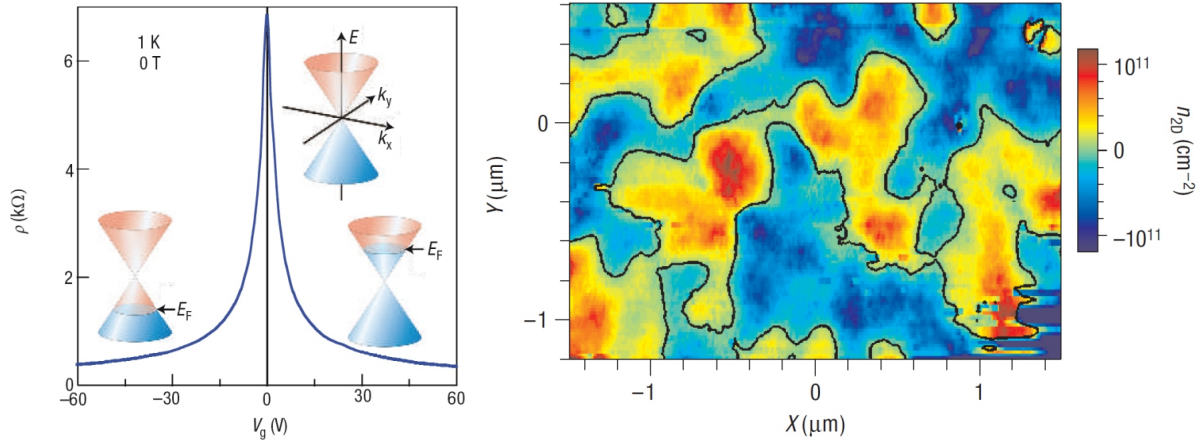 1 K
0 T
E
k_y
k_x
E_F
E_F
6
4
2
0
ρ (kΩ)
−60
−30
0
30
60
V_g (V)
0
−1
Y (μm)
−1
0
1
X (μm)
10^11
0
−10^11
n_2D (cm^−2)